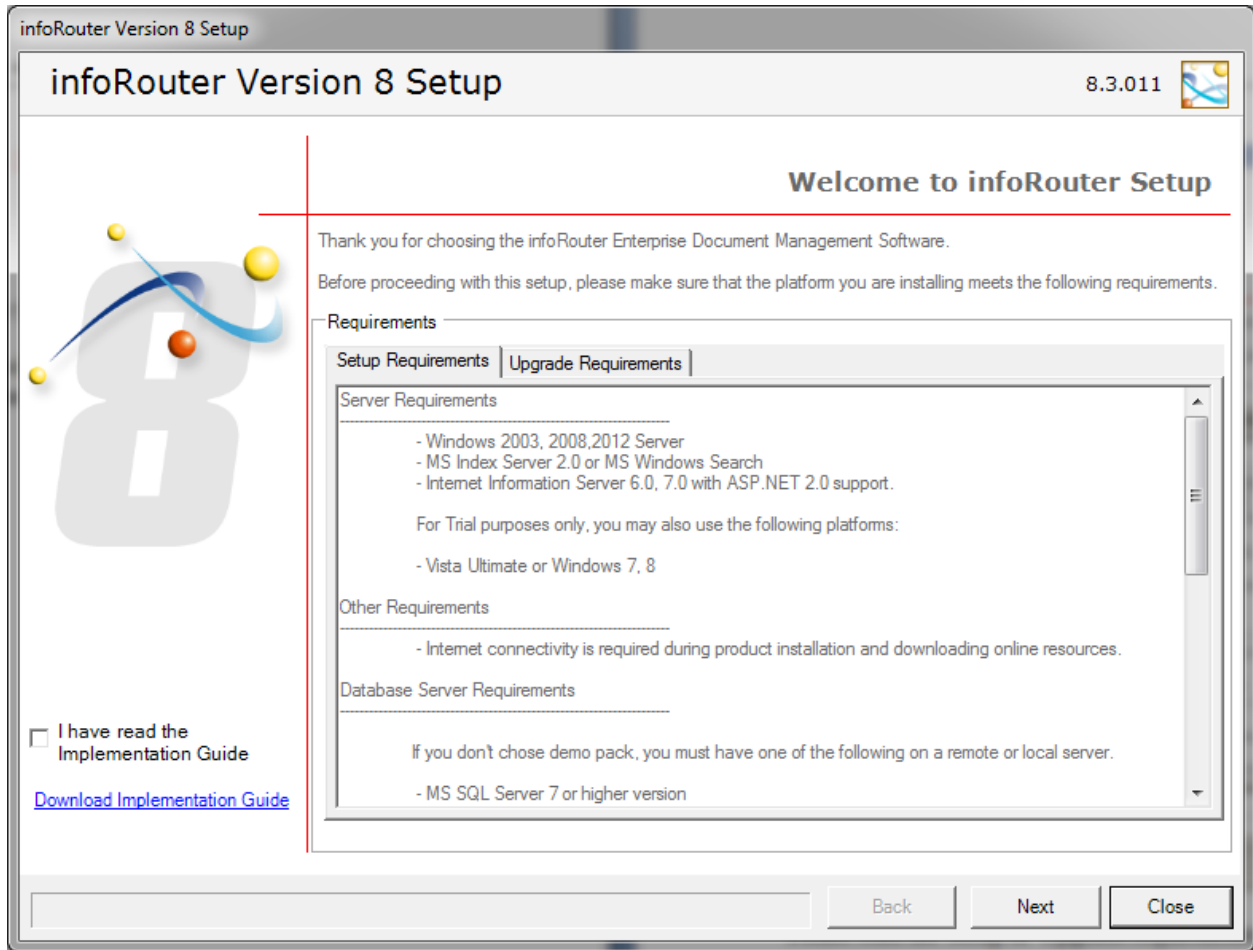 infoRouter Version 8 Setup
infoRouter Version 8 Setup
8.3.011
8
Welcome to infoRouter Setup
Thank you for choosing the infoRouter Enterprise Document Management Software.
Before proceeding with this setup, please make sure that the platform you are installing meets the following requirements.
Requirements
Setup Requirements
Upgrade Requirements
Server Requirements
--------------------------------------------------------------------------------
- Windows 2003, 2008,2012 Server
- MS Index Server 2.0 or MS Windows Search
- Internet Information Server 6.0, 7.0 with ASP.NET 2.0 support.
For Trial purposes only, you may also use the following platforms:
- Vista Ultimate or Windows 7, 8
Other Requirements
--------------------------------------------------------------------------------
- Internet connectivity is required during product installation and downloading online resources.
Database Server Requirements
--------------------------------------------------------------------------------
If you don't chose demo pack, you must have one of the following on a remote or local server.
- MS SQL Server 7 or higher version
I have read the
Implementation Guide
Download Implementation Guide
Back
Next
Close